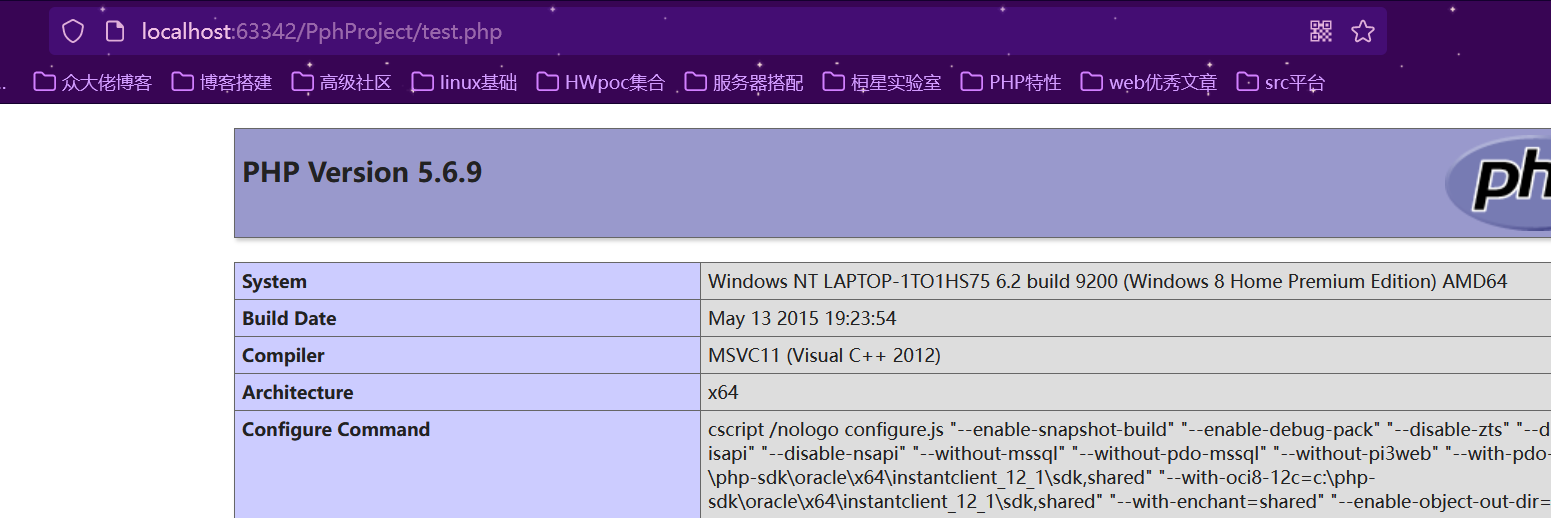 localhost:63342/PphProject/test.php
众大佬博客 博客搭建 高级社区 linux基础 HWpoc集合 服务器搭配 栢星实验室 PHP特性 web优秀文章 src平台
PHP Version 5.6.9
System Windows NT LAPTOP-1TO1HS75 6.2 build 9200 (Windows 8 Home Premium Edition) AMD64
Build Date May 13 2015 19:23:54
Compiler MSVC11 (Visual C++ 2012)
Architecture x64
Configure Command cscript /nologo configure.js "--enable-snapshot-build" "--enable-debug-pack" "--disable-zts" "--d
isapi" "--disable-nsapi" "--without-mssql" "--without-pdo-mssql" "--without-pi3web" "--with-pdo-
\php-sdk\oracle\x64\instantclient_12_1\sdk,shared" "--with-oci8-12c=c:\php-
sdk\oracle\x64\instantclient_12_1\sdk,shared" "--with-enchant=shared" "--enable-object-out-dir=